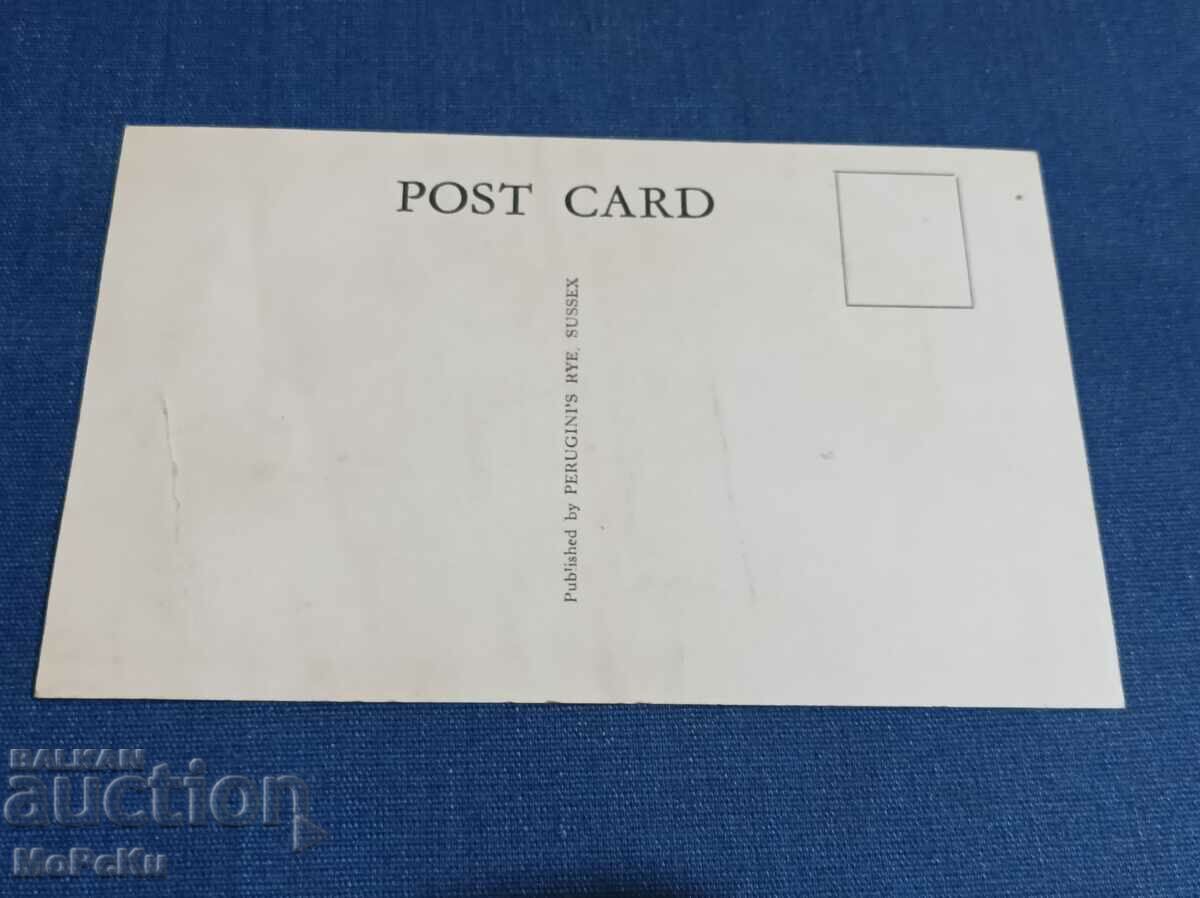 POST CARD
Published by PERUGINI'S RYE, SUSSEX
BALKAN
auction
MoPcKu